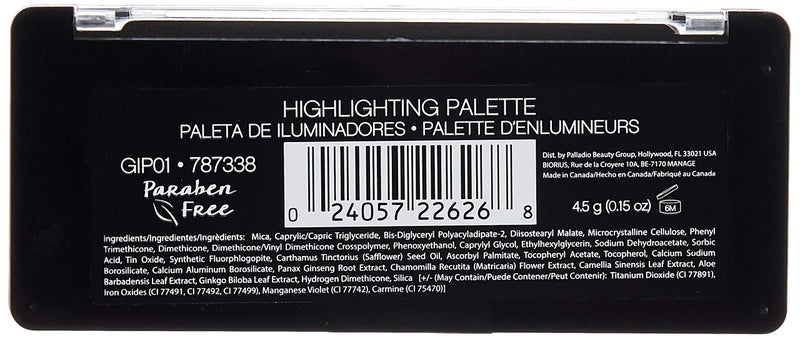 HIGHLIGHTING PALETTE
PALETA DE ILUMINADORES • PALETTE D'ENLUMINEURS
GIP01 • 787338
Paraben
Free
0 24057 22626 8
Dist. by Palladio Beauty Group, Hollywood, FL 33021 USA
BIORIUS, Rue de la Croyere 10A, BE-7170 MANAGE
Made in Canada/Hecho en Canada/Fabriqué au Canada
4.5 g (0.15 oz) 6M
Ingredients/Ingredientes/Ingrèdients: Mica, Caprylic/Capric Triglyceride, Bis-Diglyceryl Polyacyladipate-2, Diisostearyl Malate, Microcrystalline Cellulose, Phenyl
Trimethicone, Dimethicone, Dimethicone/Vinyl Dimethicone Crosspolymer, Phenoxyethanol, Caprylyl Glycol, Ethylhexylglycerin, Sodium Dehydroacetate, Sorbic
Acid, Tin Oxide, Synthetic Fluorphlogopite, Carthamus Tinctorius (Safflower) Seed Oil, Ascorbyl Palmitate, Tocopheryl Acetate, Tocopherol, Calcium Sodium
Borosilicate, Calcium Aluminum Borosilicate, Panax Ginseng Root Extract, Chamomilla Recutita (Matricaria) Flower Extract, Camellia Sinensis Leaf Extract, Aloe
Barbadensis Leaf Extract, Ginkgo Biloba Leaf Extract, Hydrogen Dimethicone, Silica [+/- (May Contain/Puede Contener/Peut Contenir): Titanium Dioxide (CI 77891),
Iron Oxides (CI 77491, CI 77492, CI 77499), Manganese Violet (CI 77742), Carmine (CI 75470)]